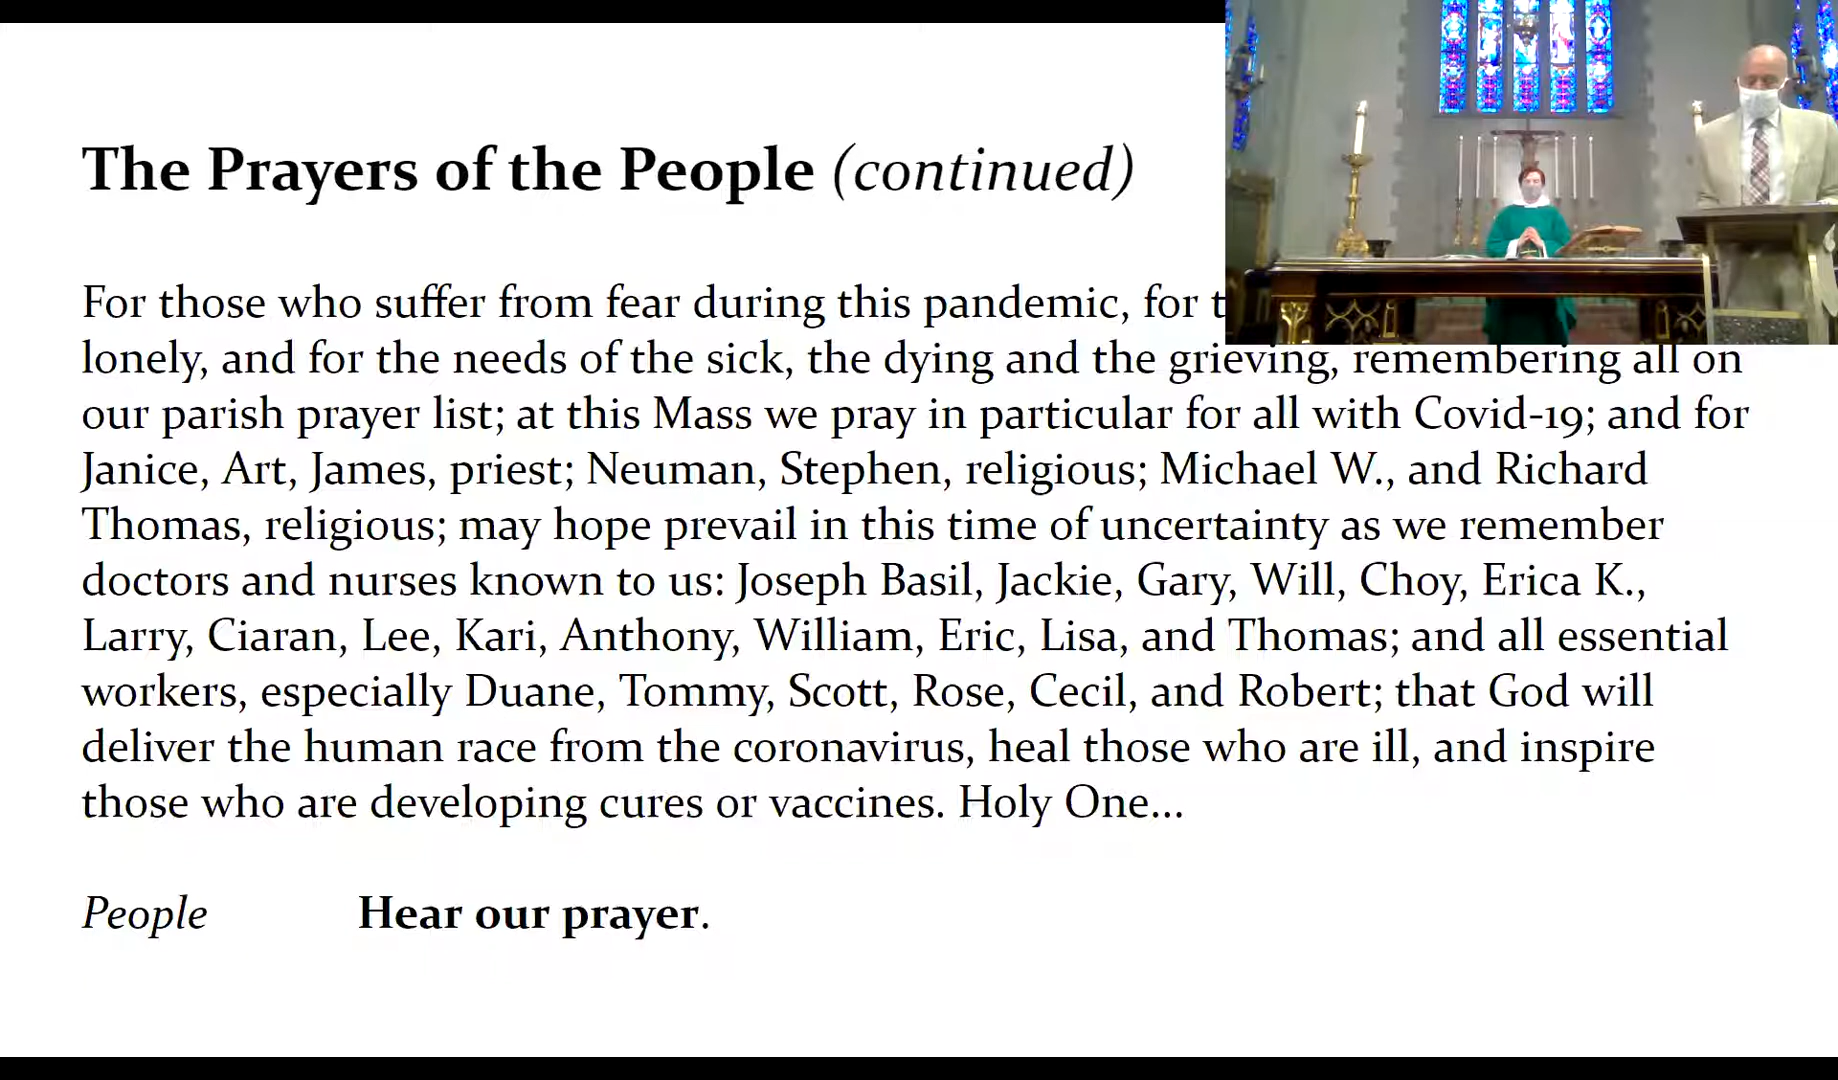 The Prayers of the People (continued)
For those who suffer from fear during this pandemic, for
lonely, and for the needs of the sick, the dying and the grieving, remembering all on
our parish prayer list; at this Mass we pray in particular for all with Covid-19; and for
Janice, Art, James, priest; Neuman, Stephen, religious; Michael W., and Richard
Thomas, religious; may hope prevail in this time of uncertainty as we remember
doctors and nurses known to us: Joseph Basil, Jackie, Gary, Will, Choy, Erica K.,
Larry, Ciaran, Lee, Kari, Anthony, William, Eric, Lisa, and Thomas; and all essential
workers, especially Duane, Tommy, Scott, Rose, Cecil, and Robert; that God will
deliver the human race from the coronavirus, heal those who are ill, and inspire
those who are developing cures or vaccines. Holy One...
People Hear our prayer.